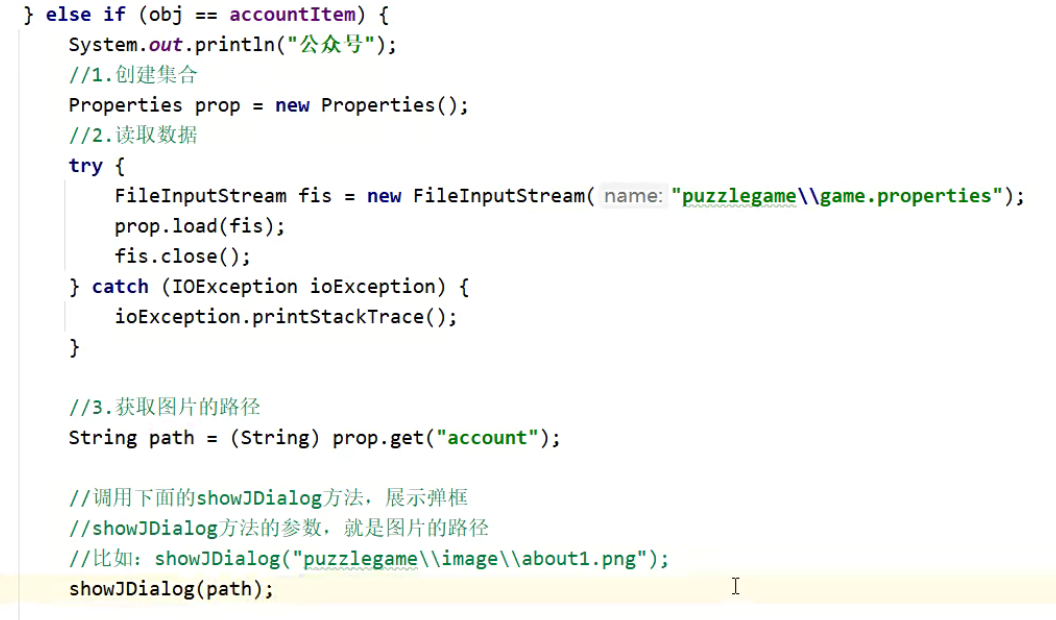 } else if (obj == accountItem) {
System.out.println("公众号");
//1.创建集合
Properties prop = new Properties();
//2.读取数据
try {
FileInputStream fis = new FileInputStream( name: "puzzlegame\\game.properties");
prop.load(fis);
fis.close();
} catch (IOException ioException) {
ioException.printStackTrace();
}
//3.获取图片的路径
String path = (String) prop.get("account");
//调用下面的showJDialog方法，展示弹框
//showJDialog方法的参数，就是图片的路径
//比如：showJDialog("puzzlegame\\image\\about1.png");
showJDialog(path);